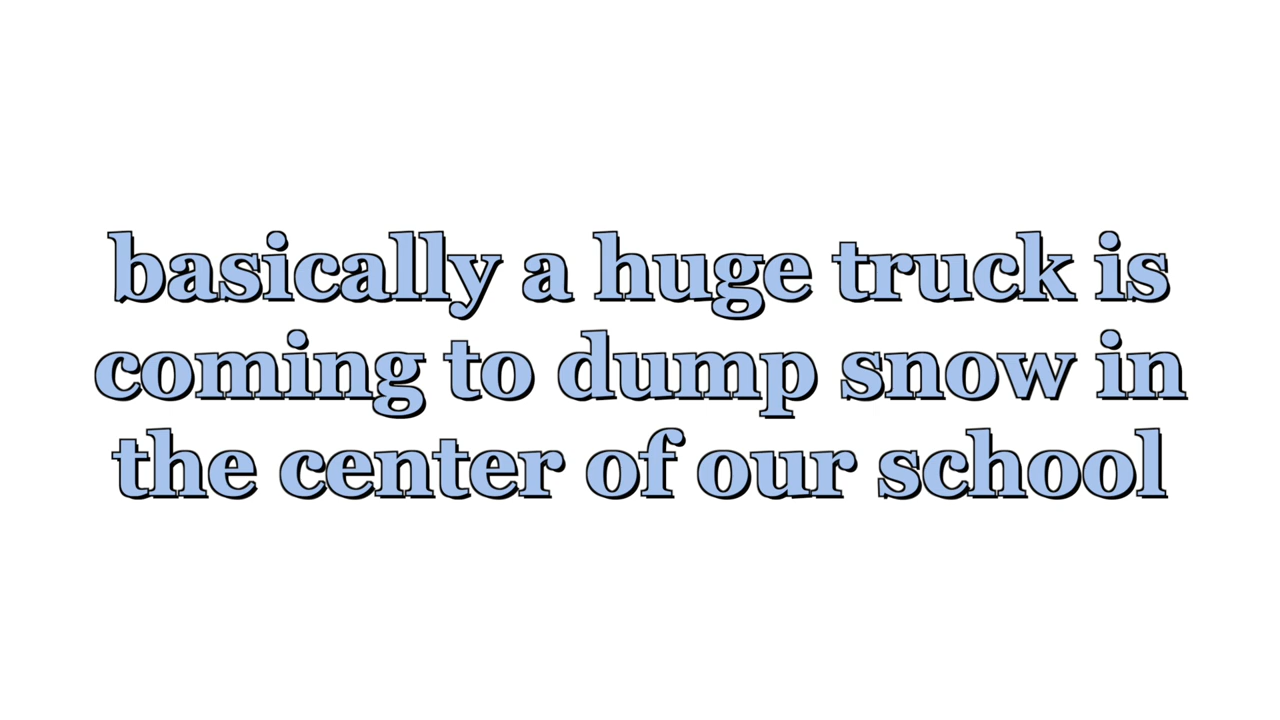 basically a huge truck is
coming to dump snow in
the center of our school